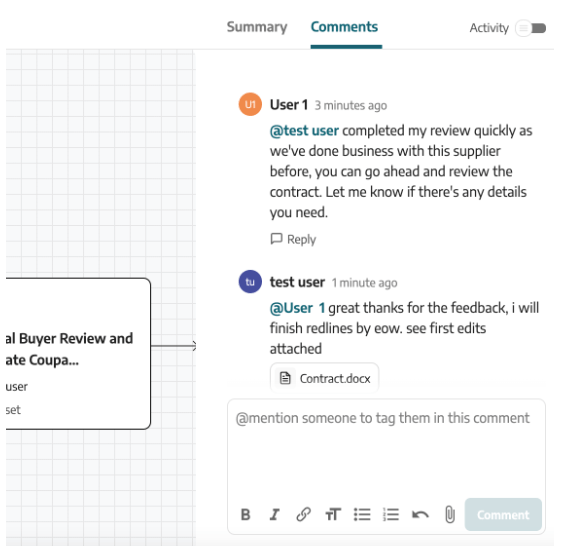 Summary Comments Activity
U1 User 1 3 minutes ago
@test user completed my review quickly as
we've done business with this supplier
before, you can go ahead and review the
contract. Let me know if there's any details
you need.
Reply
tu test user 1 minute ago
@User 1 great thanks for the feedback, i will
finish redlines by eow. see first edits
attached
Contract.docx
al Buyer Review and
ate Coupa...
user
set
@mention someone to tag them in this comment
B I TT Comment